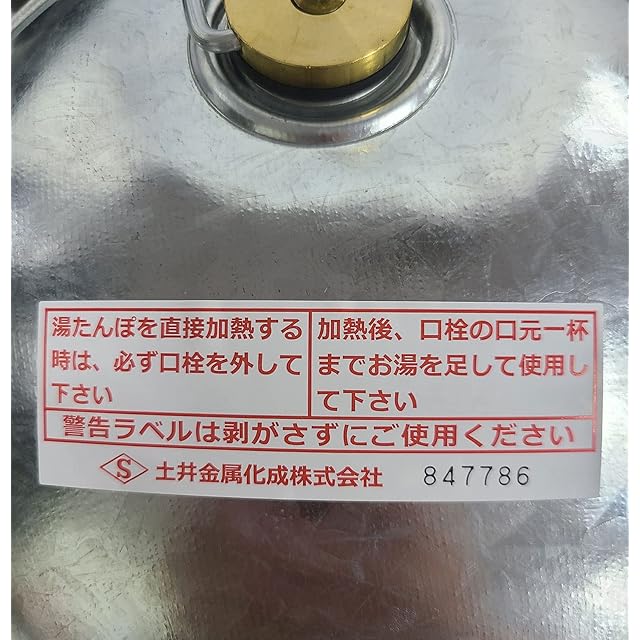 湯たんぽを直接加熱する
時は、必ず口栓を外して
下さい
加熱後、口栓の口元一杯
までお湯を足して使用し
て下さい
警告ラベルは剥がさずにご使用ください
S 土井金属化成株式会社 847786